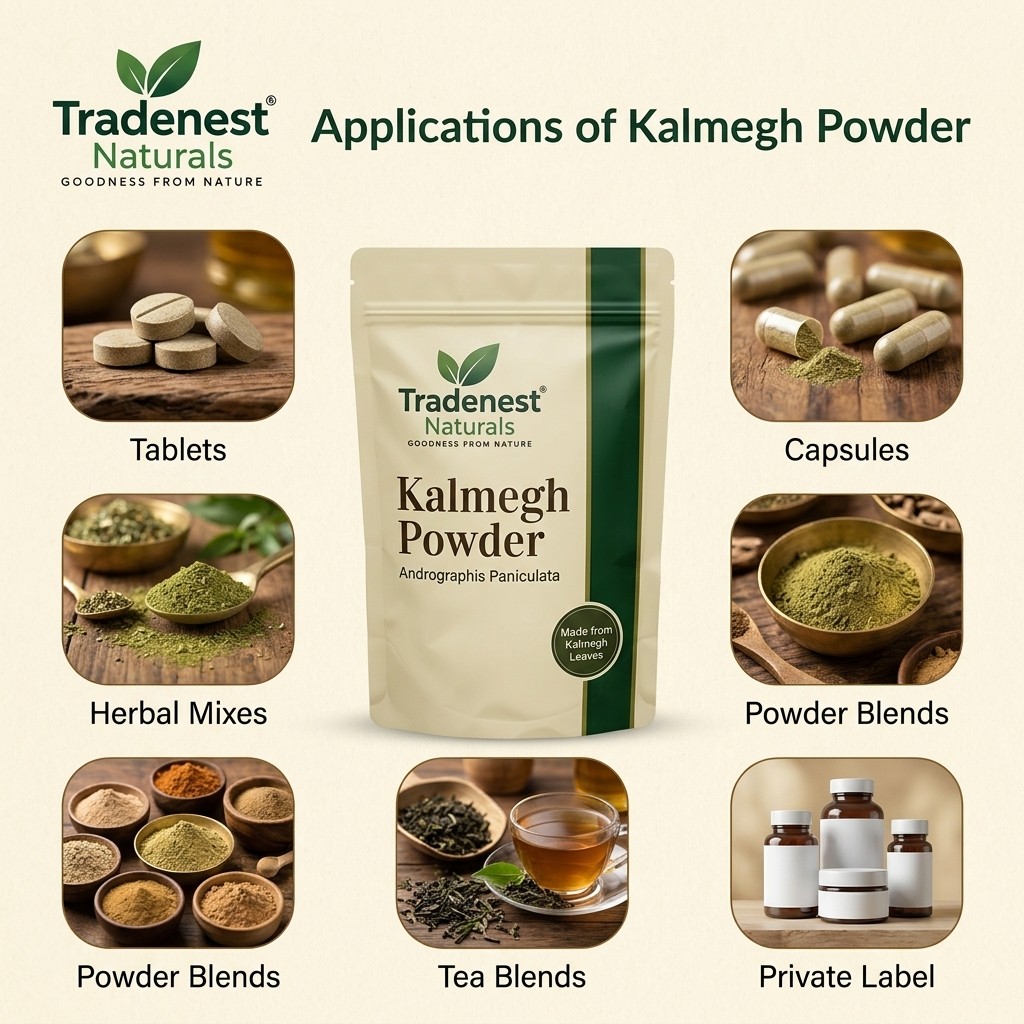 Tradenest®
Naturals
GOODNESS FROM NATURE
Applications of Kalmegh Powder
Tablets
Capsules
Tradenest®
Naturals
GOODNESS FROM NATURE
Kalmegh
Powder
Andrographis Paniculata
Made from
Kalmegh
Leaves
Herbal Mixes
Powder Blends
Powder Blends
Tea Blends
Private Label